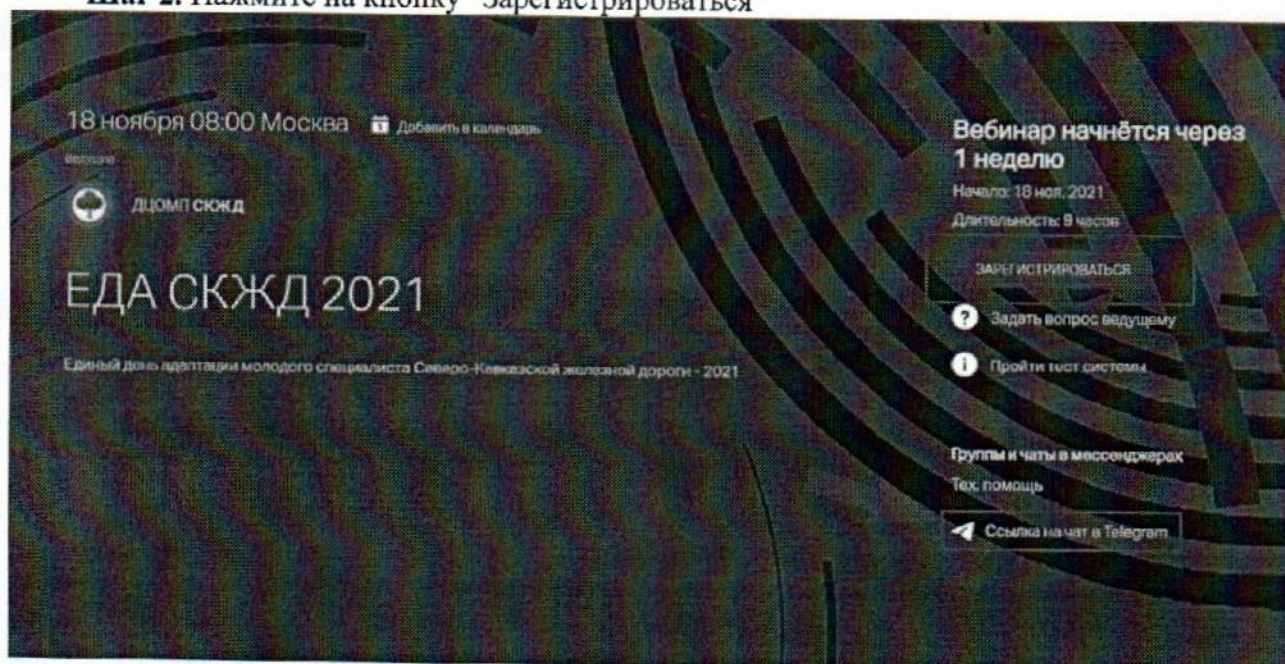 Шаг 2. Нажмите на кнопку "Зарегистрироваться"
18 ноября 08:00 Москва
Добавить в календарь
Ведущие
ДЦОМП СКЖД
ЕДА СКЖД 2021
Единый день адаптации молодого специалиста Северо-Кавказской железной дороги - 2021
Вебинар начнётся через
1 неделю
Начало: 18 ноя. 2021
Длительность: 9 часов
ЗАРЕГИСТРИРОВАТЬСЯ
Задать вопрос ведущему
Пройти тест системы
Группы и чаты в мессенджерах
Тех. помощь
Ссылка на чат в Telegram